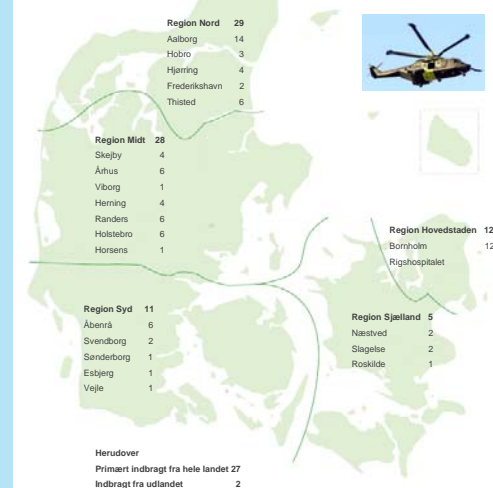 Region Nord 29
Aalborg 14
Hobro 3
Hjørring 4
Frederikshavn 2
Thisted 6
Region Midt 28
Skejby 4
Århus 6
Viborg 1
Herning 4
Randers 6
Holstebro 6
Horsens 1
Region Hovedstaden 12
Bornholm 12
Rigshospitalet
Region Syd 11
Åbenrå 6
Svendborg 2
Sønderborg 1
Esbjerg 1
Vejle 1
Region Sjælland 5
Næstved 2
Slagelse 2
Roskilde 1
Herudover
Primært indbragt fra hele landet 27
Indbragt fra udlandet 2